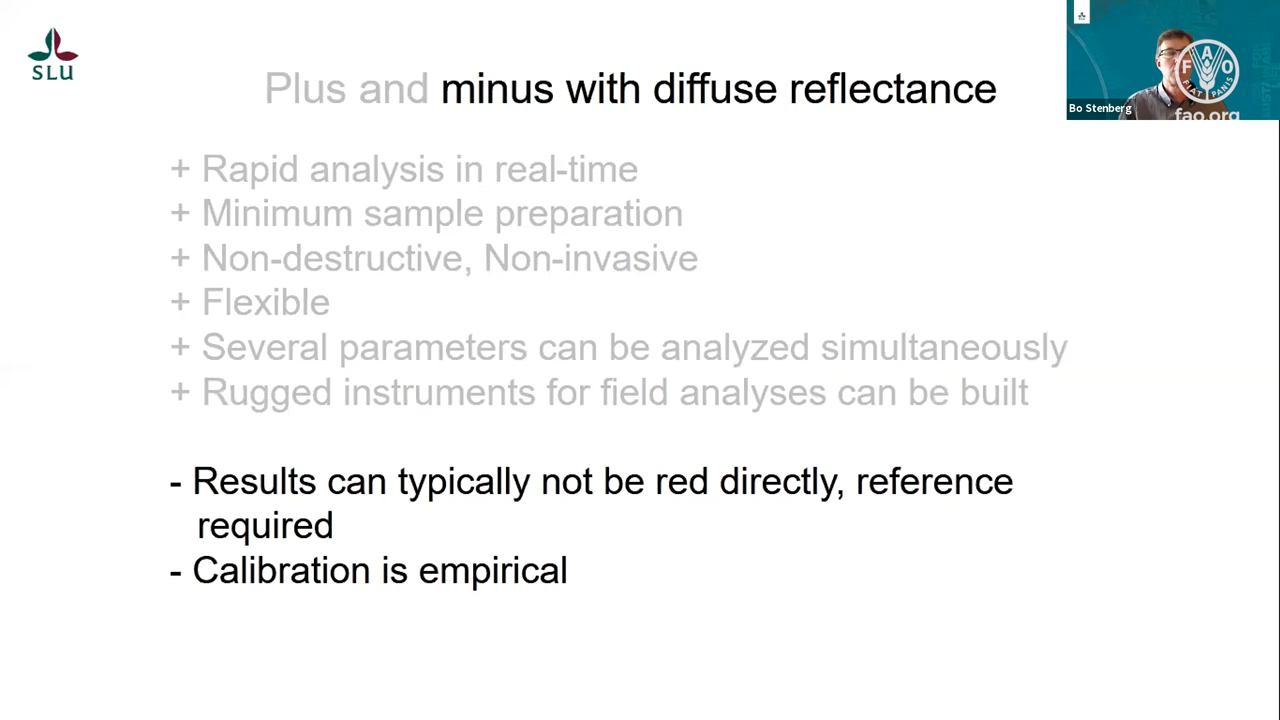 SLU
Plus and minus with diffuse reflectance
+ Rapid analysis in real-time
+ Minimum sample preparation
+ Non-destructive, Non-invasive
+ Flexible
+ Several parameters can be analyzed simultaneously
+ Rugged instruments for field analyses can be built
- Results can typically not be red directly, reference
required
- Calibration is empirical
Bo Stenberg
FAO
FIAT PANIS
fao.org